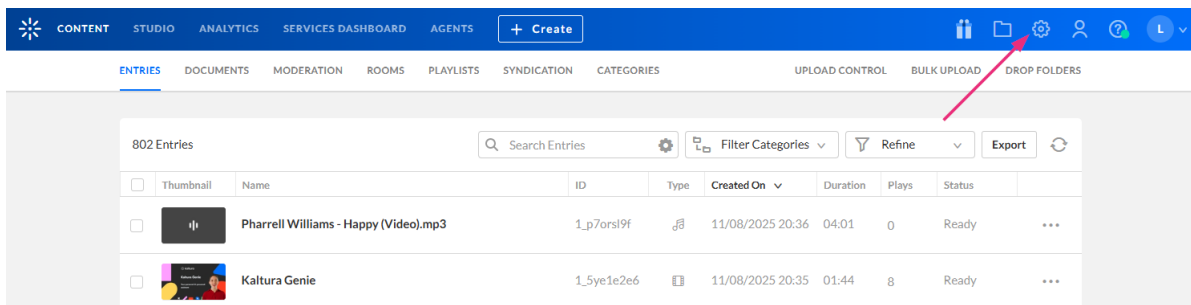 CONTENT STUDIO ANALYTICS SERVICES DASHBOARD AGENTS + Create L
ENTRIES DOCUMENTS MODERATION ROOMS PLAYLISTS SYNDICATION CATEGORIES UPLOAD CONTROL BULK UPLOAD DROP FOLDERS
802 Entries Search Entries Filter Categories Refine Export
Thumbnail Name ID Type Created On Duration Plays Status
Pharrell Williams - Happy (Video).mp3 1_p7orsl9f 11/08/2025 20:36 04:01 0 Ready
Kaltura Genie 1_5ye1e2e6 11/08/2025 20:35 01:44 8 Ready